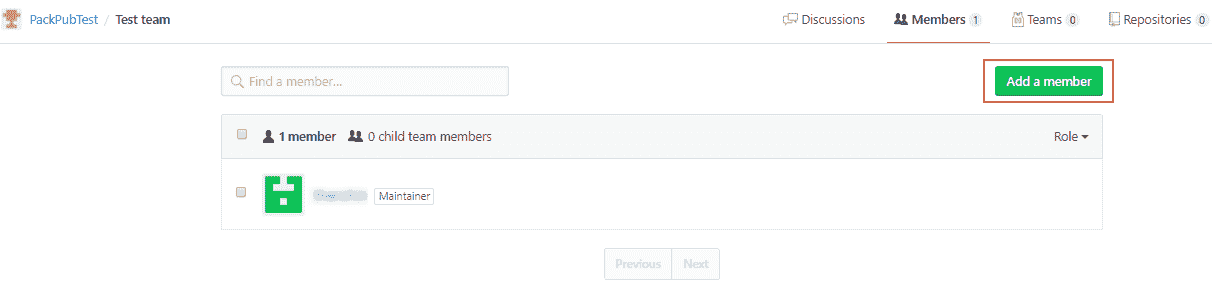 PackPubTest / Test team Discussions Members 1 Teams 0 Repositories 0
Find a member... Add a member
1 member 0 child team members Role
Maintainer
Previous Next